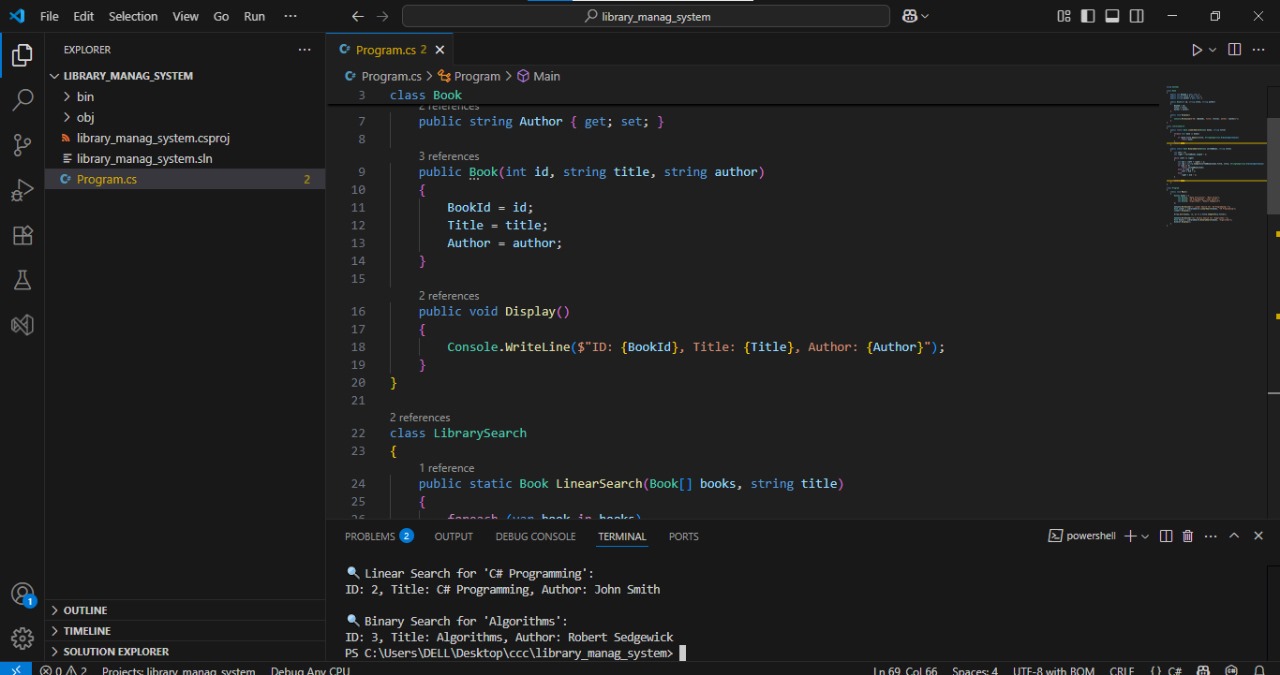 File Edit Selection View Go Run ···
library_manag_system
EXPLORER
LIBRARY_MANAG_SYSTEM
bin
obj
library_manag_system.csproj
library_manag_system.sln
Program.cs 2
1
OUTLINE
TIMELINE
SOLUTION EXPLORER
Program.cs 2
Program.cs > Program > Main
3 class Book
2 references
7 public string Author { get; set; }
8
3 references
9 public Book(int id, string title, string author)
10 {
11 BookId = id;
12 Title = title;
13 Author = author;
14 }
15
2 references
16 public void Display()
17 {
18 Console.WriteLine($"ID: {BookId}, Title: {Title}, Author: {Author}");
19 }
20 }
21
2 references
22 class LibrarySearch
23 {
1 reference
24 public static Book LinearSearch(Book[] books, string title)
25 {
26 foreach (var book in books)
PROBLEMS 2 OUTPUT DEBUG CONSOLE TERMINAL PORTS
powershell
🔍 Linear Search for 'C# Programming':
ID: 2, Title: C# Programming, Author: John Smith
🔍 Binary Search for 'Algorithms':
ID: 3, Title: Algorithms, Author: Robert Sedgewick
PS C:\Users\DELL\Desktop\ccc\library_manag_system>
0 2 Projects: library_manag_system Debug Any CPU Ln 69, Col 66 Spaces: 4 UTF-8 with BOM CRLF {} C#